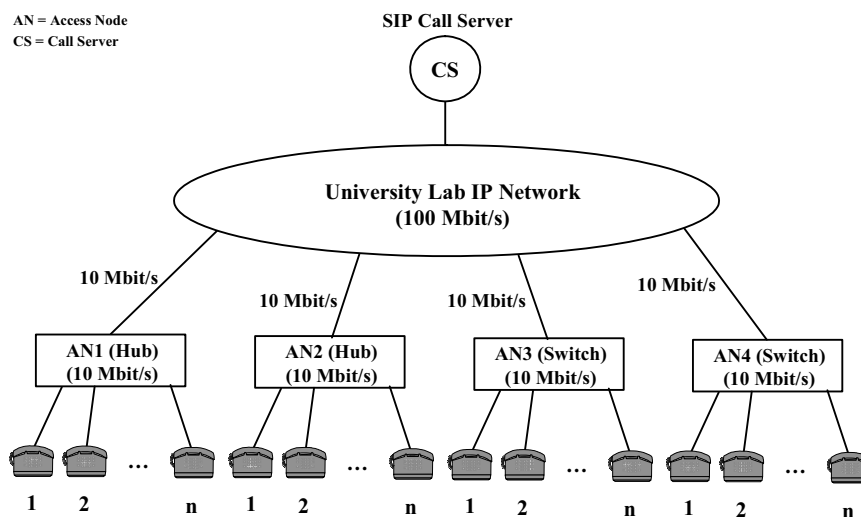 AN = Access Node
CS = Call Server
SIP Call Server
CS
University Lab IP Network
(100 Mbit/s)
10 Mbit/s
10 Mbit/s
10 Mbit/s
10 Mbit/s
AN1 (Hub)
(10 Mbit/s)
AN2 (Hub)
(10 Mbit/s)
AN3 (Switch)
(10 Mbit/s)
AN4 (Switch)
(10 Mbit/s)
... ... ... ...
1 2 n 1 2 n 1 2 n 1 2 n